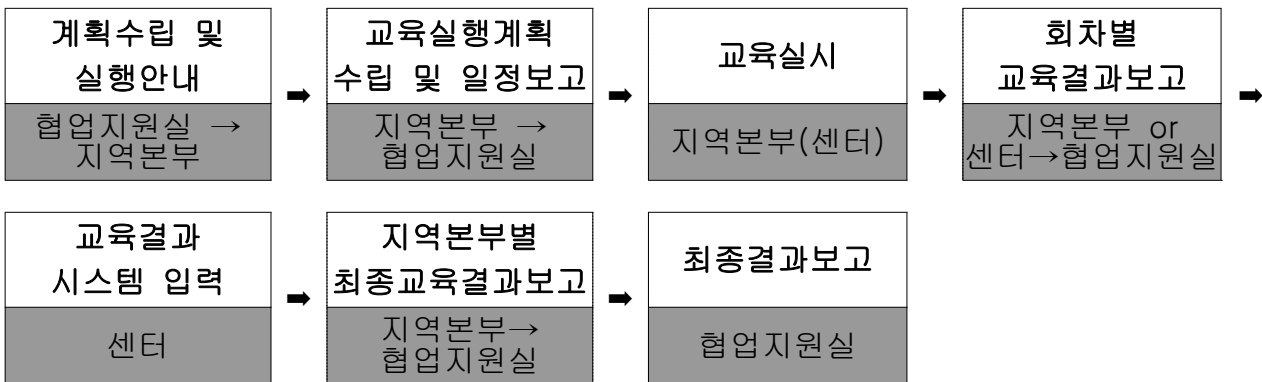 계획수립 및
실행안내
협업지원실 →
지역본부
➡
교육실행계획
수립 및 일정보고
지역본부 →
협업지원실
➡
교육실시
지역본부(센터)
➡
회차별
교육결과보고
지역본부 or
센터→협업지원실
➡
교육결과
시스템 입력
센터
➡
지역본부별
최종교육결과보고
지역본부→
협업지원실
➡
최종결과보고
협업지원실